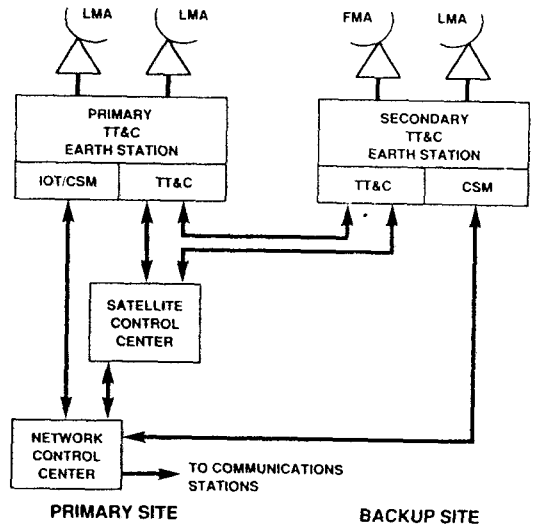 LMA
LMA
FMA
LMA
PRIMARY
TT&C
EARTH STATION
IOT/CSM
TT&C
SECONDARY
TT&C
EARTH STATION
TT&C
CSM
SATELLITE
CONTROL
CENTER
NETWORK
CONTROL
CENTER
TO COMMUNICATIONS
STATIONS
PRIMARY SITE
BACKUP SITE